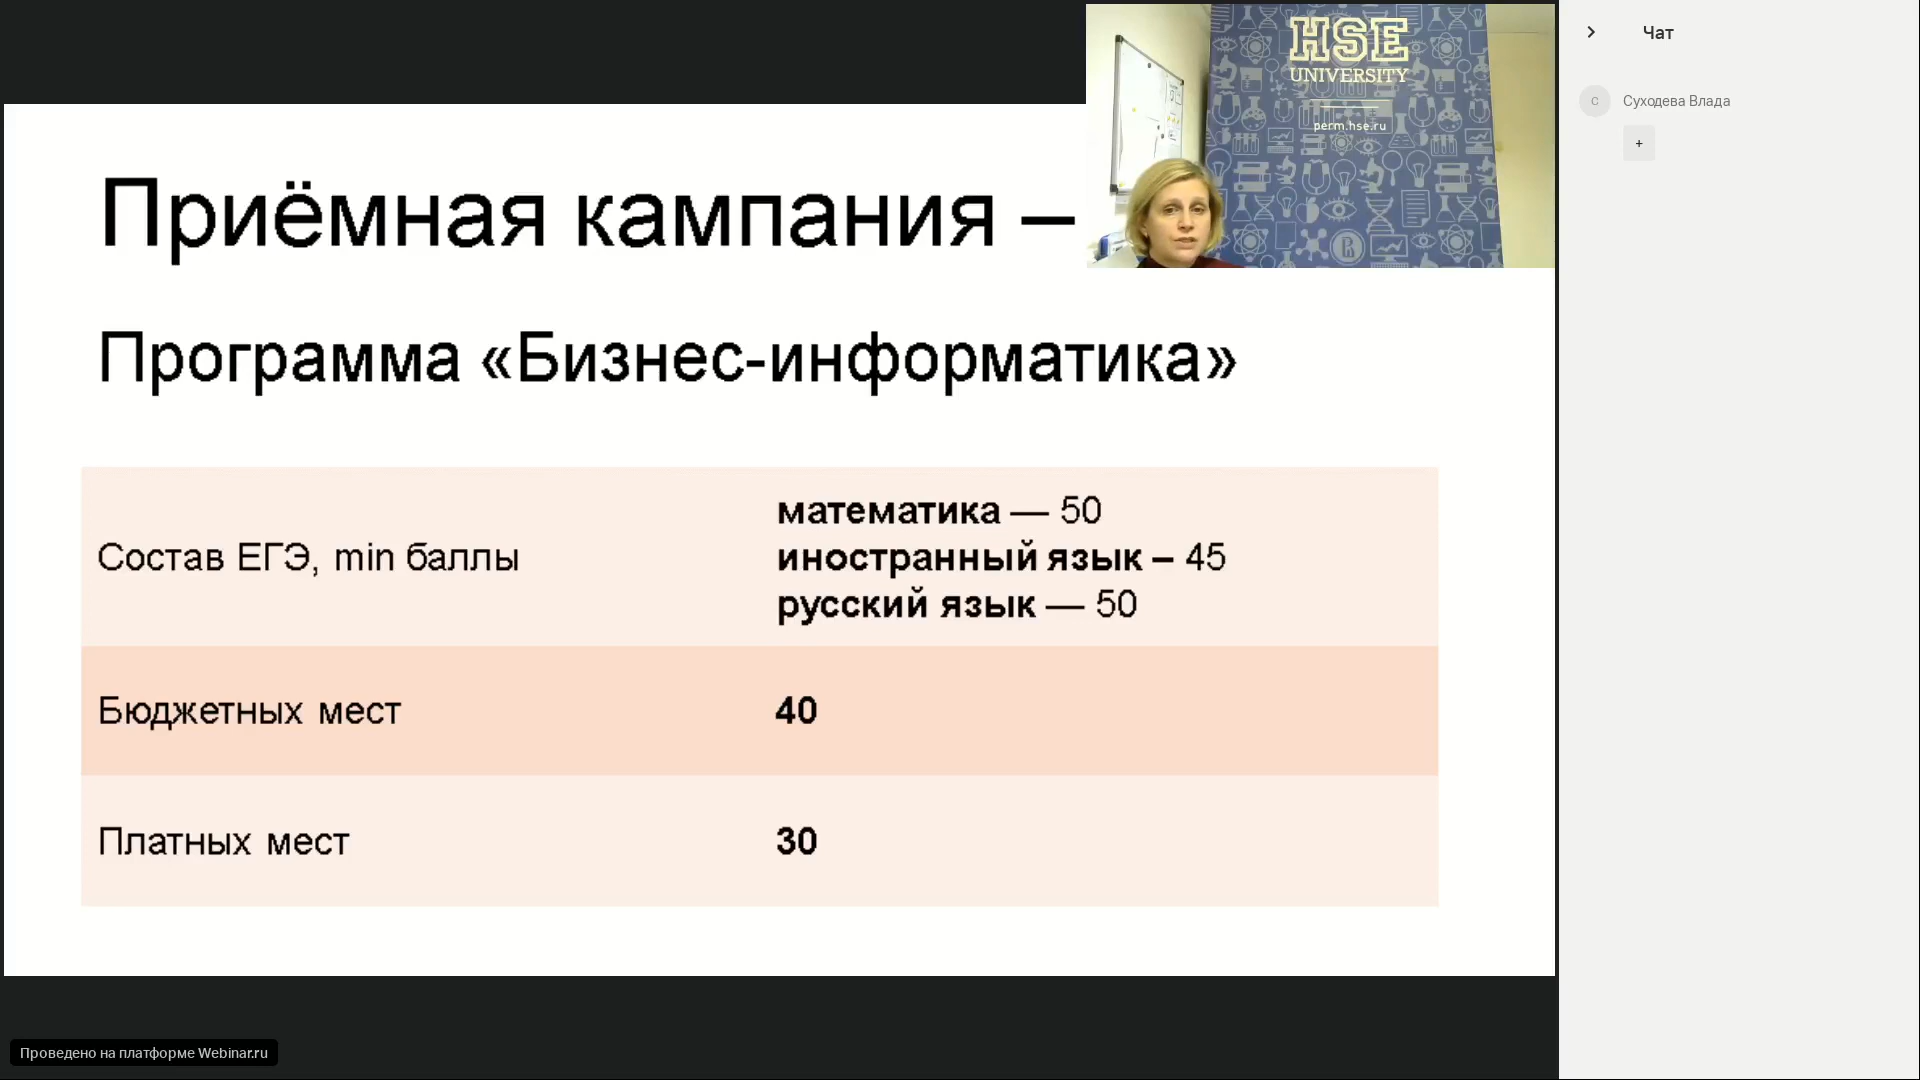 HSE
UNIVERSITY
perm.hse.ru
Чат
С
Суходева Влада
+
Приёмная кампания –
Программа «Бизнес-информатика»
Состав ЕГЭ, min баллы
математика — 50
иностранный язык – 45
русский язык — 50
Бюджетных мест
40
Платных мест
30
Проведено на платформе Webinar.ru